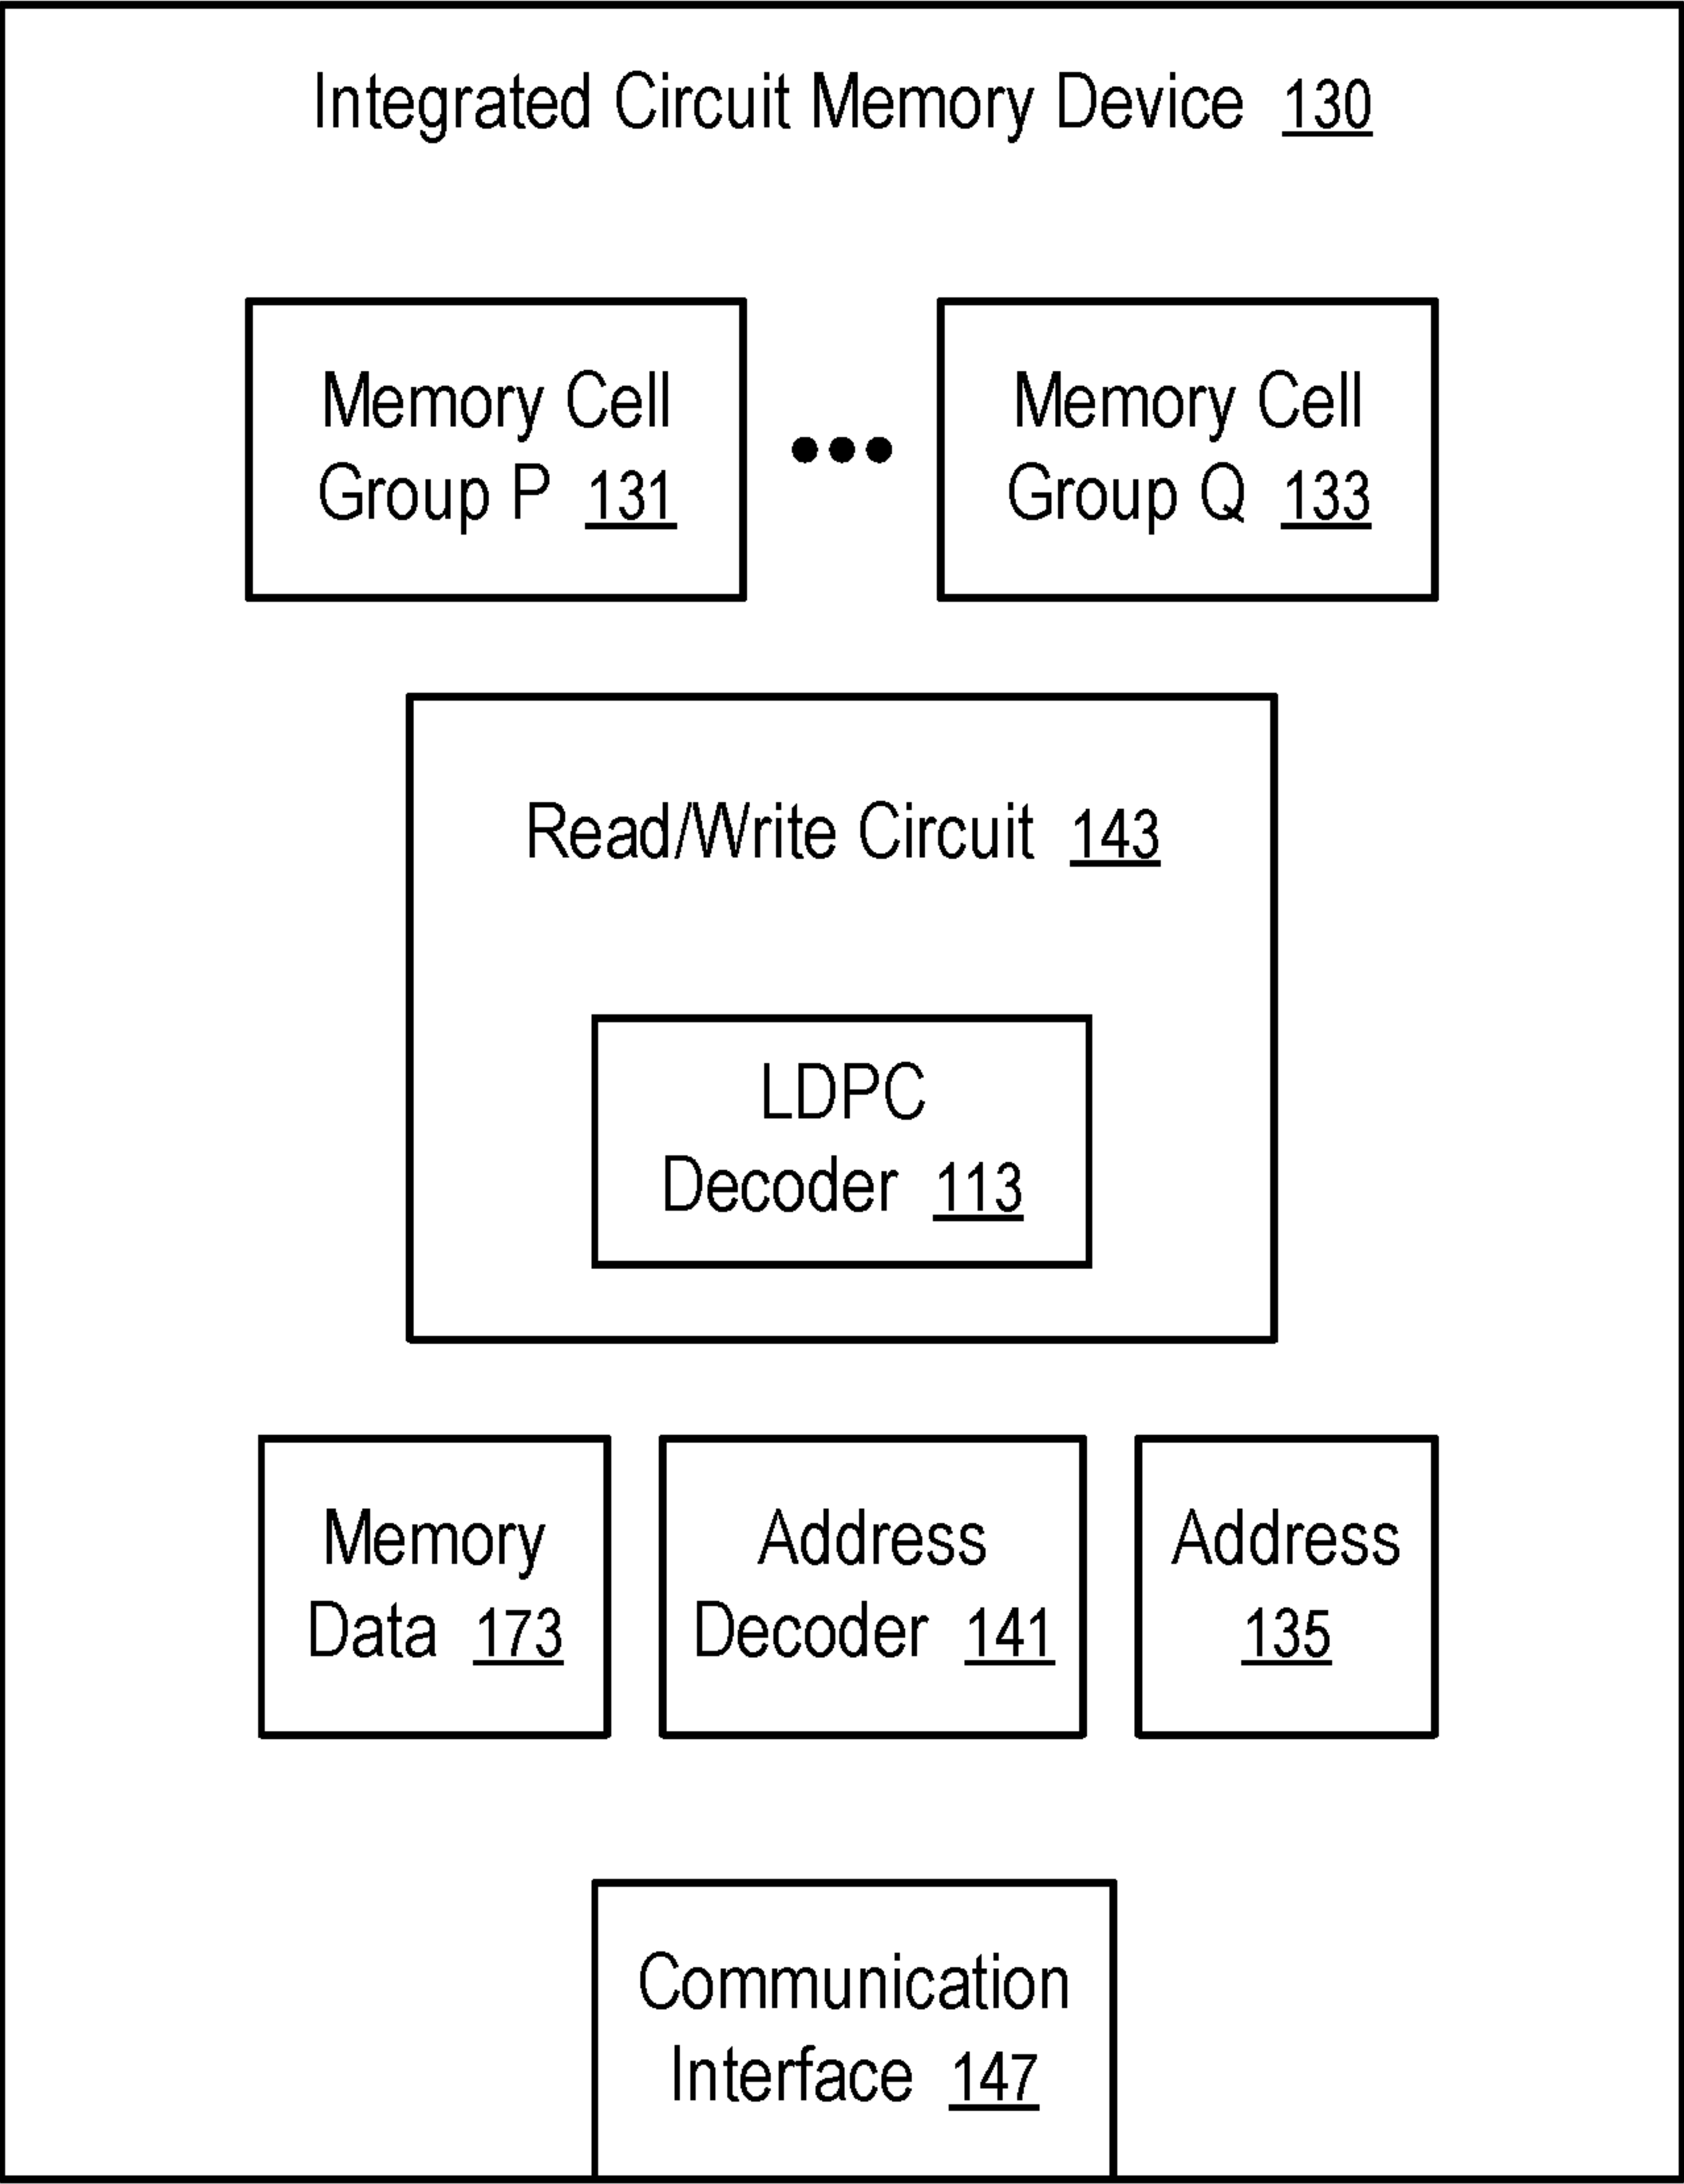 Integrated Circuit Memory Device 130
Memory Cell
Group P 131
•••
Memory Cell
Group Q 133
Read/Write Circuit 143
LDPC
Decoder 113
Memory
Data 173
Address
Decoder 141
Address
135
Communication
Interface 147